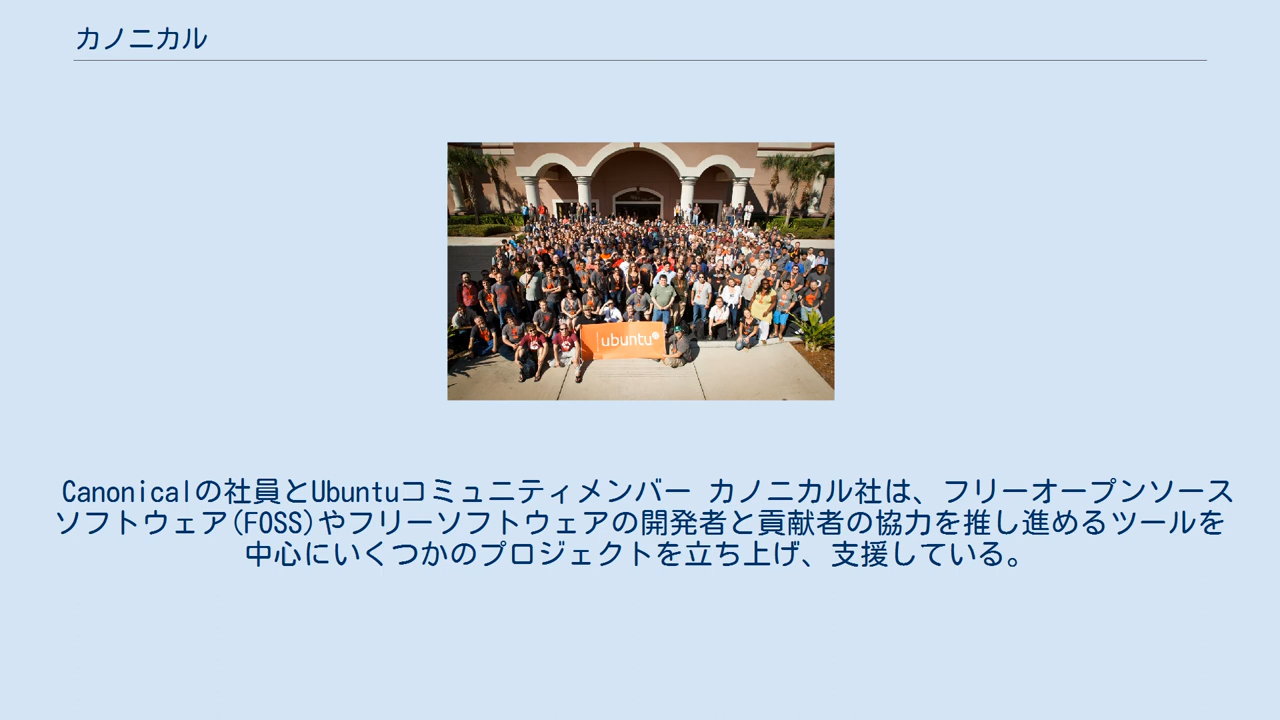 カノニカル
ubuntu
Canonicalの社員とUbuntuコミュニティメンバー カノニカル社は、フリーオープンソース
ソフトウェア(FOSS)やフリーソフトウェアの開発者と貢献者の協力を推し進めるツールを
中心にいくつかのプロジェクトを立ち上げ、支援している。